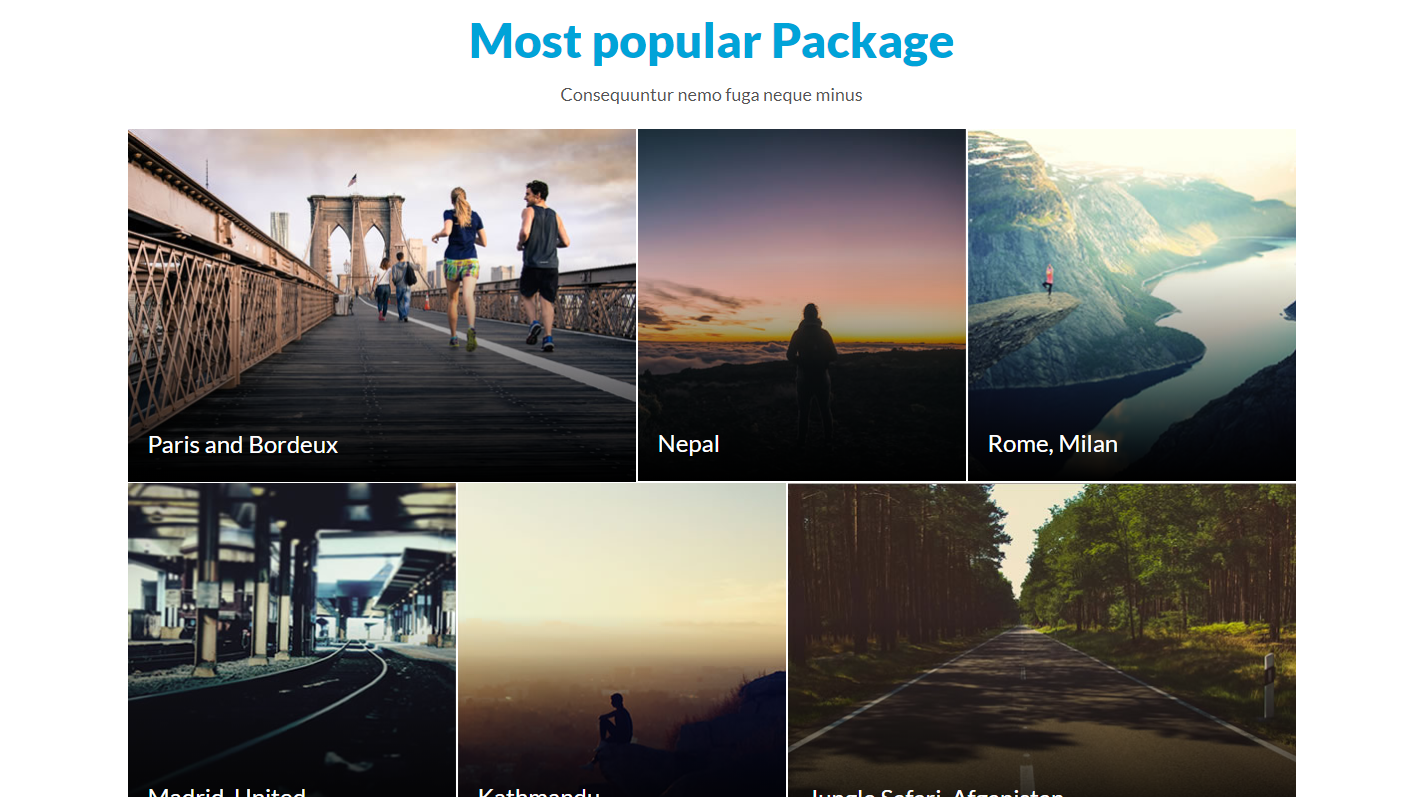 Most popular Package
Consequuntur nemo fuga neque minus
Paris and Bordeux
Nepal
Rome, Milan
Madrid, United
Kathmandu
Jungle Safari, Afganistan